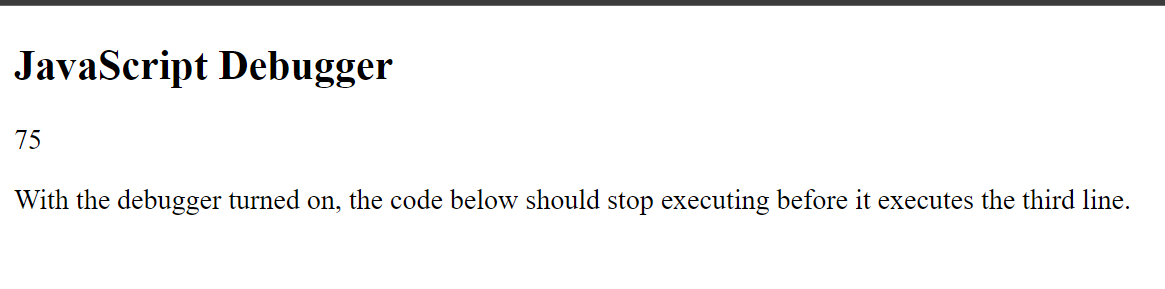 JavaScript Debugger
75
With the debugger turned on, the code below should stop executing before it executes the third line.